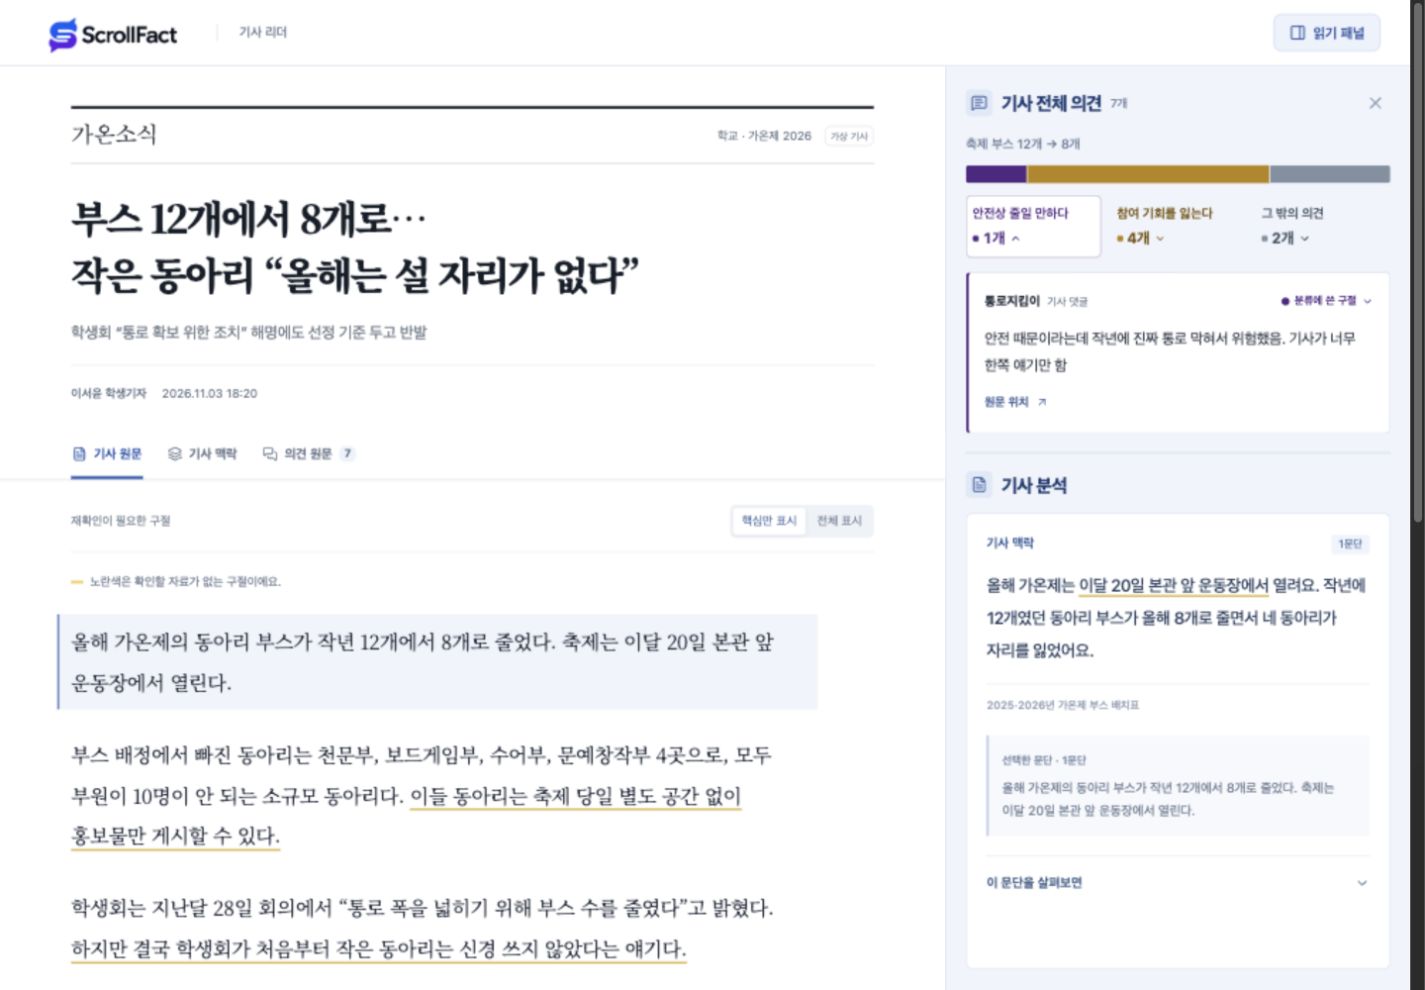 ScrollFact
기사 리더
읽기 패널
가온소식
학교 · 가온제 2026
가상 기사
부스 12개에서 8개로…
작은 동아리 “올해는 설 자리가 없다”
학생회 “통로 확보 위한 조치” 해명에도 선정 기준 두고 반발
이서윤 학생기자 2026.11.03 18:20
기사 원문
기사 맥락
의견 원문 7
재확인이 필요한 구절
핵심만 표시
전체 표시
노란색은 확인할 자료가 없는 구절이에요.
올해 가온제의 동아리 부스가 작년 12개에서 8개로 줄었다. 축제는 이달 20일 본관 앞
운동장에서 열린다.
부스 배정에서 빠진 동아리는 천문부, 보드게임부, 수어부, 문예창작부 4곳으로, 모두
부원이 10명이 안 되는 소규모 동아리다. 이들 동아리는 축제 당일 별도 공간 없이
홍보물만 게시할 수 있다.
학생회는 지난달 28일 회의에서 “통로 폭을 넓히기 위해 부스 수를 줄였다”고 밝혔다.
하지만 결국 학생회가 처음부터 작은 동아리는 신경 쓰지 않았다는 얘기다.
기사 전체 의견 7개
축제 부스 12개 → 8개
안전상 줄일 만하다
1개
참여 기회를 잃는다
4개
그 밖의 의견
2개
통로지킴이 기사 댓글
분류에 쓴 구절
안전 때문이라는데 작년에 진짜 통로 막혀서 위험했음. 기사가 너무
한쪽 얘기만 함
원문 위치
기사 분석
기사 맥락
1문단
올해 가온제는 이달 20일 본관 앞 운동장에서 열려요. 작년에
12개였던 동아리 부스가 올해 8개로 줄면서 네 동아리가
자리를 잃었어요.
2025·2026년 가온제 부스 배치표
선택한 문단 · 1문단
올해 가온제의 동아리 부스가 작년 12개에서 8개로 줄었다. 축제는
이달 20일 본관 앞 운동장에서 열린다.
이 문단을 살펴보면